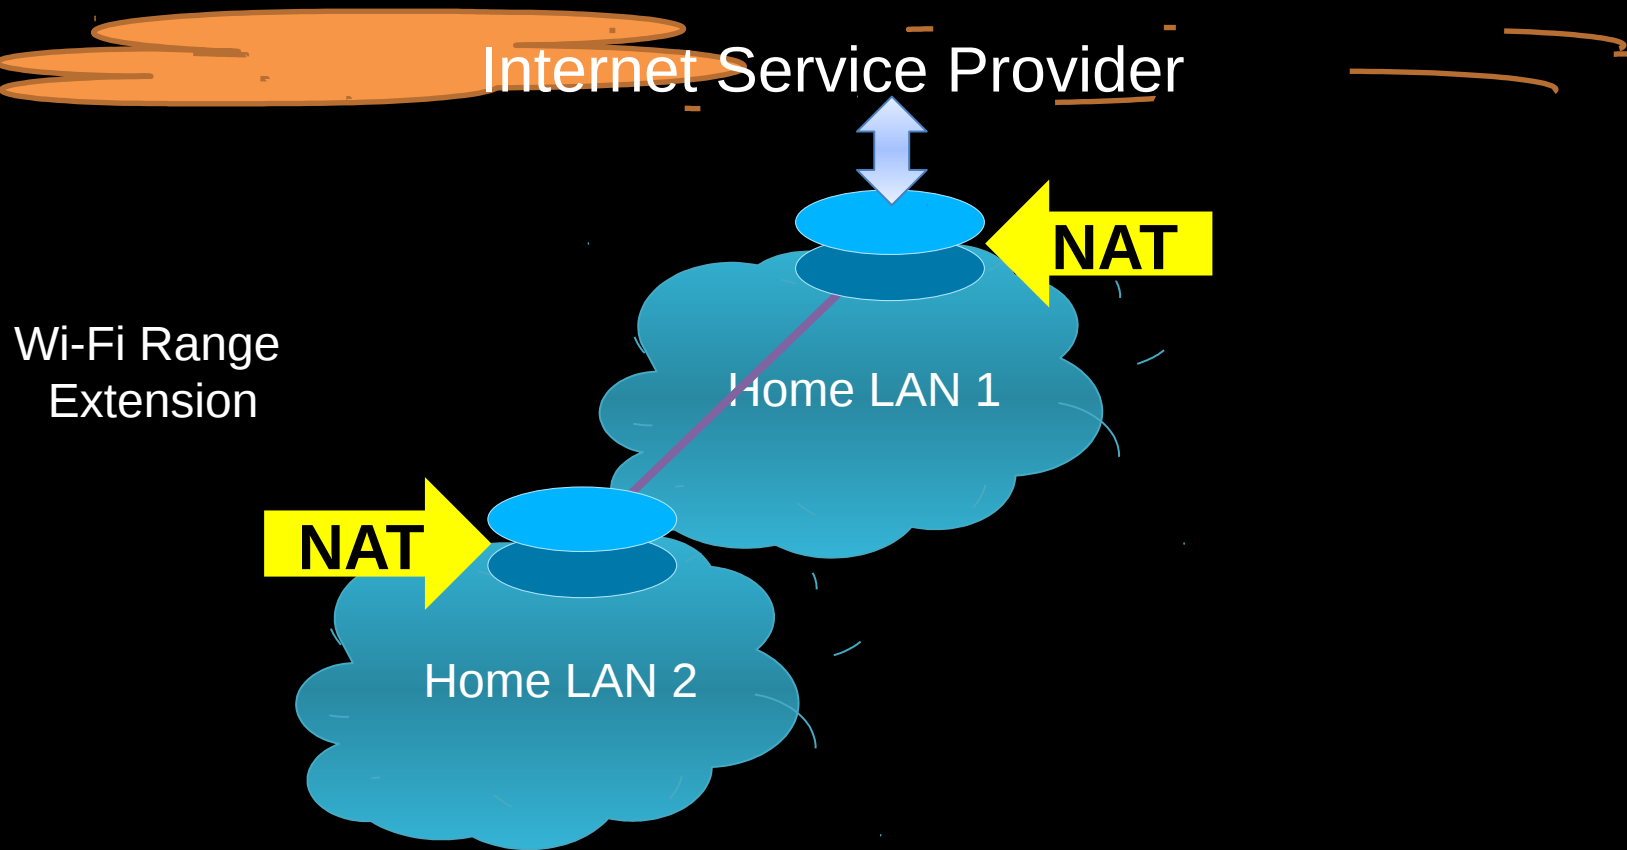 Internet Service Provider
NAT
Wi-Fi Range
Extension
Home LAN 1
NAT
Home LAN 2